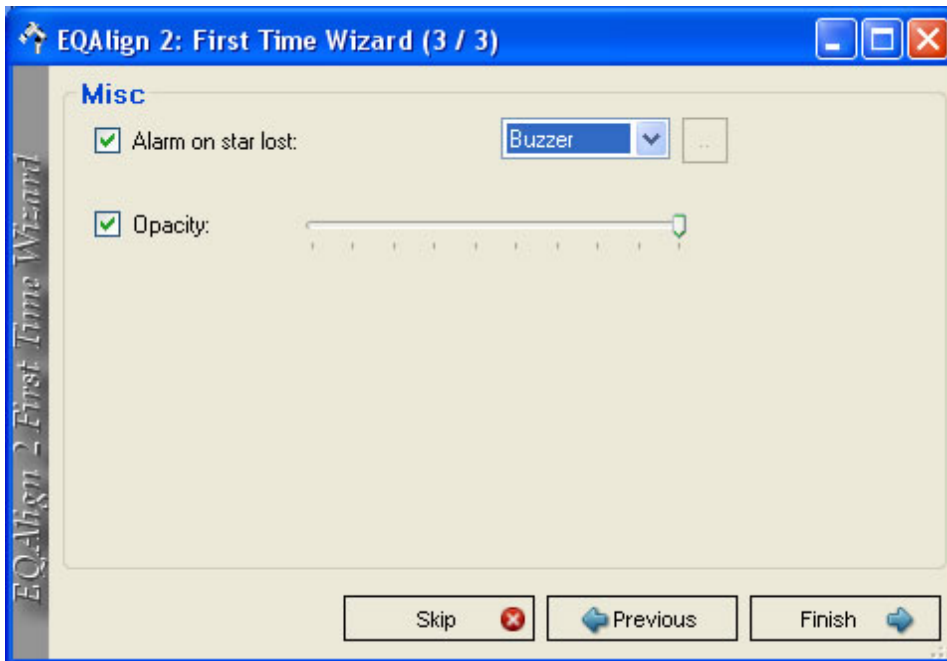 EQAlign 2: First Time Wizard (3 / 3)
EQAlign 2 First Time Wizard
Misc
Alarm on star lost: Buzzer ..
Opacity:
Skip Previous Finish